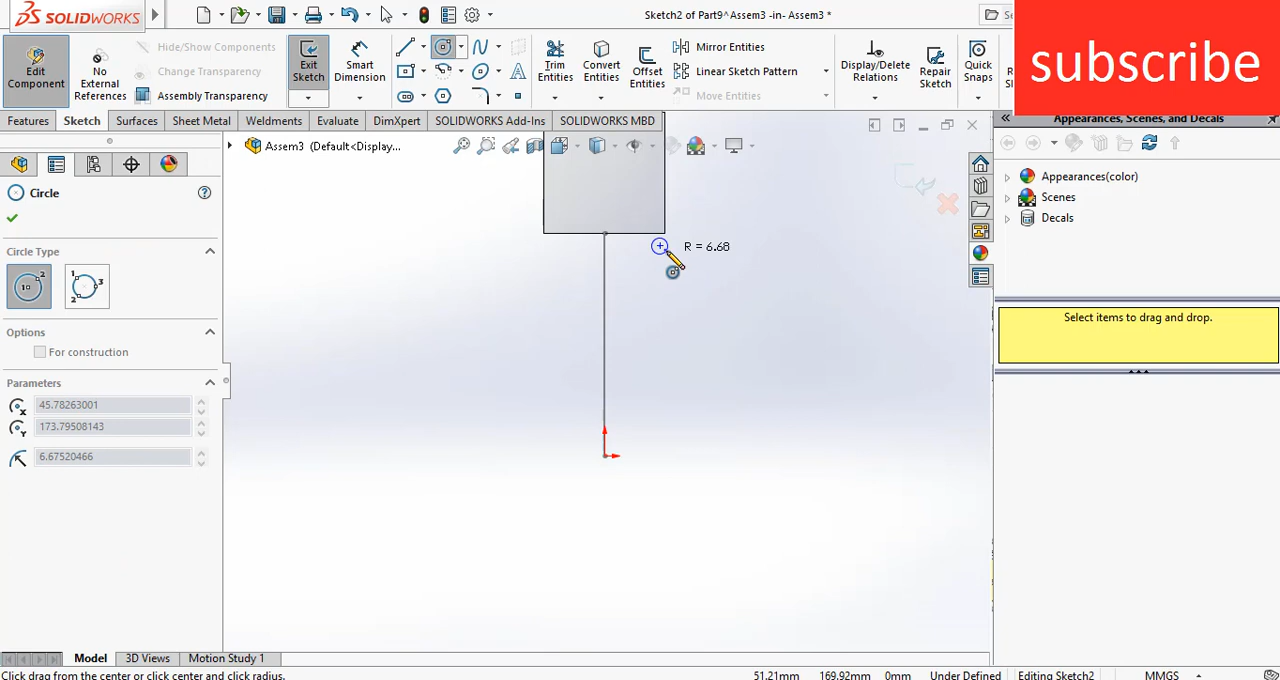 SOLIDWORKS
Sketch2 of Part9^Assem3 -in- Assem3 *
subscribe
Edit Component
No External References
Hide/Show Components
Change Transparency
Assembly Transparency
Exit Sketch
Smart Dimension
Trim Entities
Convert Entities
Offset Entities
Mirror Entities
Linear Sketch Pattern
Move Entities
Display/Delete Relations
Repair Sketch
Quick Snaps
Features
Sketch
Surfaces
Sheet Metal
Weldments
Evaluate
DimXpert
SOLIDWORKS Add-Ins
SOLIDWORKS MBD
Assem3 (Default<Display...
Appearances, Scenes, and Decals
Appearances(color)
Scenes
Decals
Select items to drag and drop.
Circle
Circle Type
Options
For construction
Parameters
45.78263001
173.79508143
6.67520466
R = 6.68
Model
3D Views
Motion Study 1
Click drag from the center or click center and click radius.
51.21mm
169.92mm
0mm
Under Defined
Editing Sketch2
MMGS